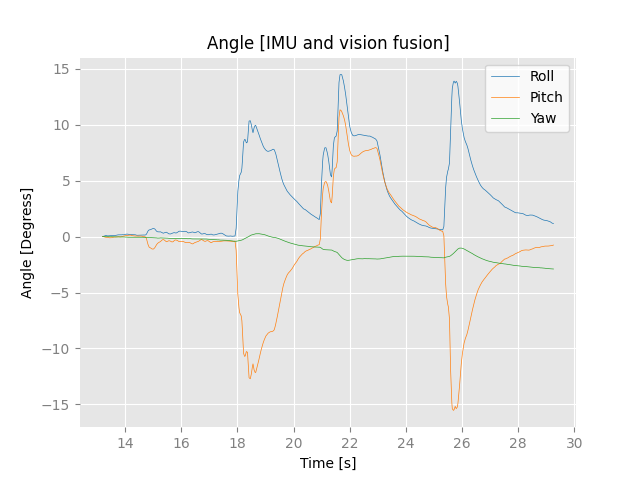 Angle [IMU and vision fusion]
Roll
Pitch
Yaw
15
10
5
0
−5
−10
−15
Angle [Degress]
14 16 18 20 22 24 26 28 30
Time [s]